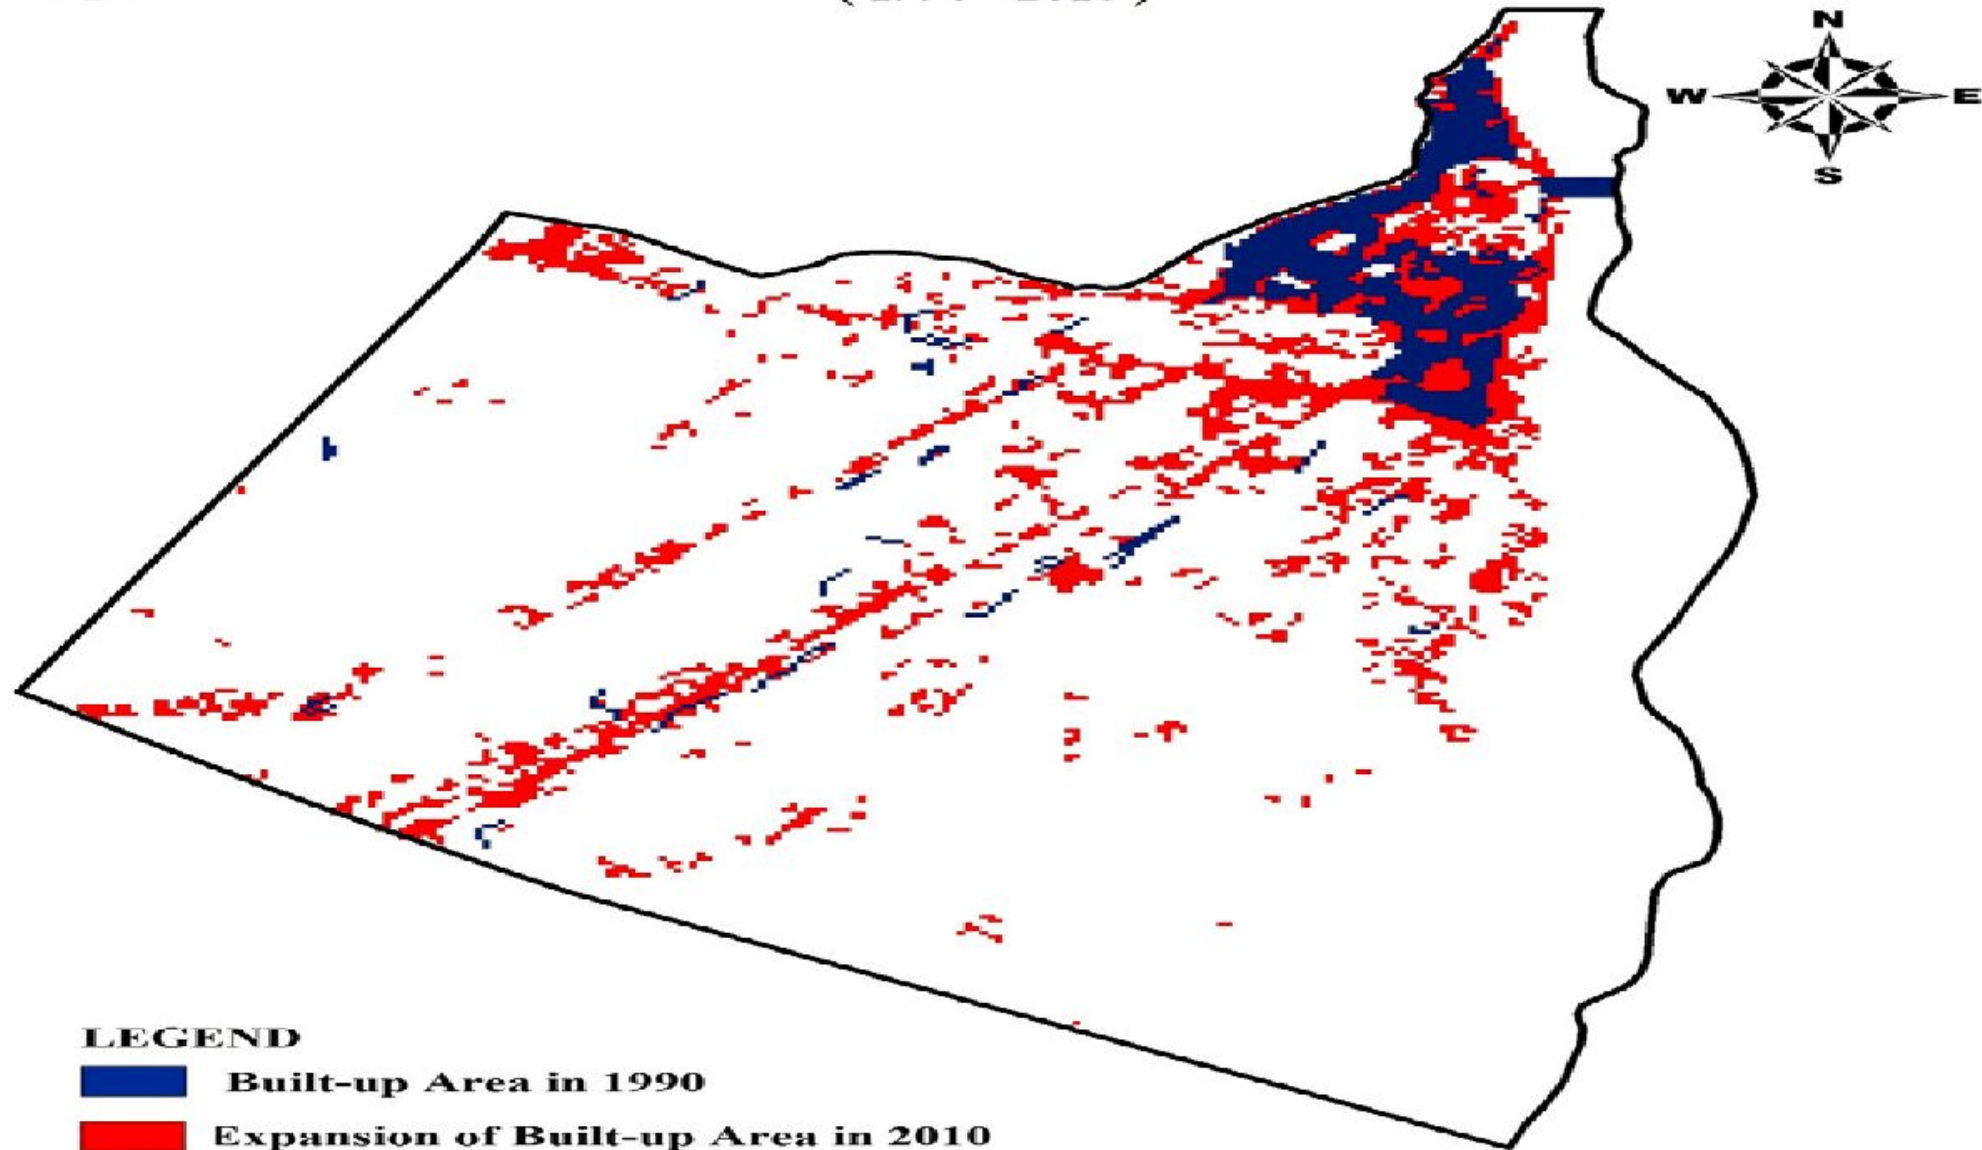 N
W E
S
LEGEND
Built-up Area in 1990
Expansion of Built-up Area in 2010